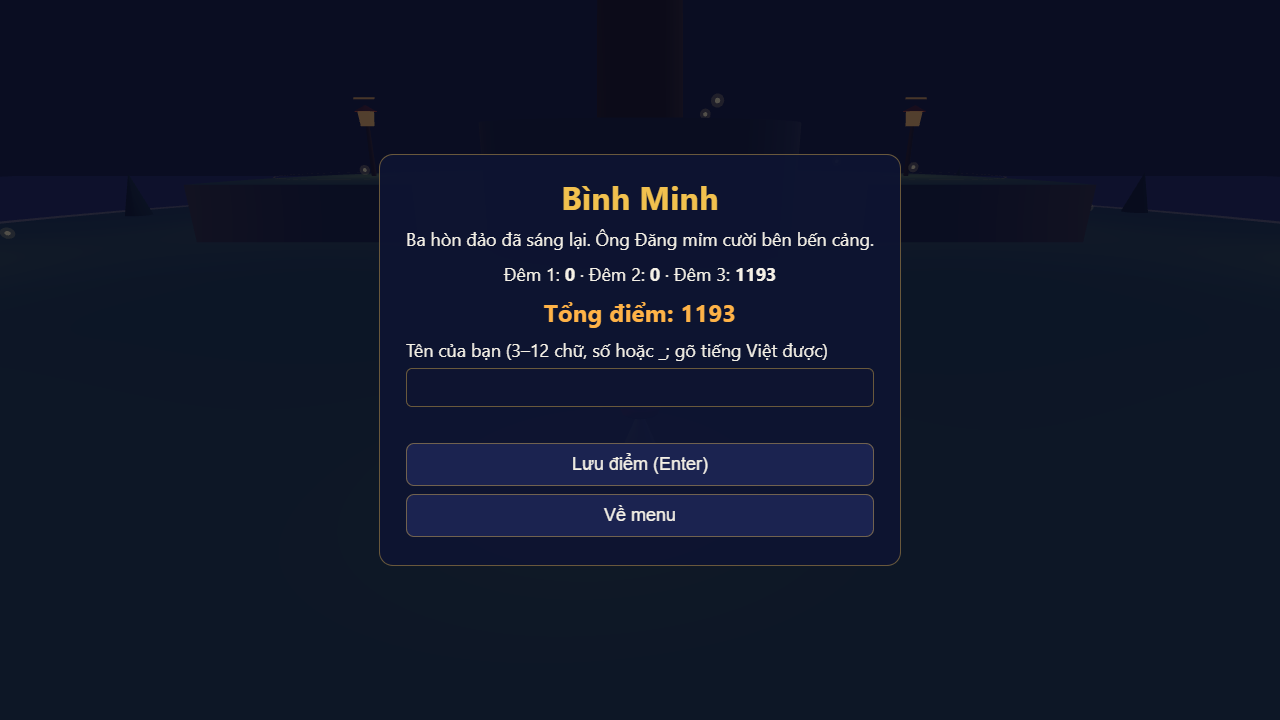 Bình Minh
Ba hòn đảo đã sáng lại. Ông Đăng mỉm cười bên bến cảng.
Đêm 1: 0 · Đêm 2: 0 · Đêm 3: 1193
Tổng điểm: 1193
Tên của bạn (3–12 chữ, số hoặc _; gõ tiếng Việt được)
Lưu điểm (Enter)
Về menu